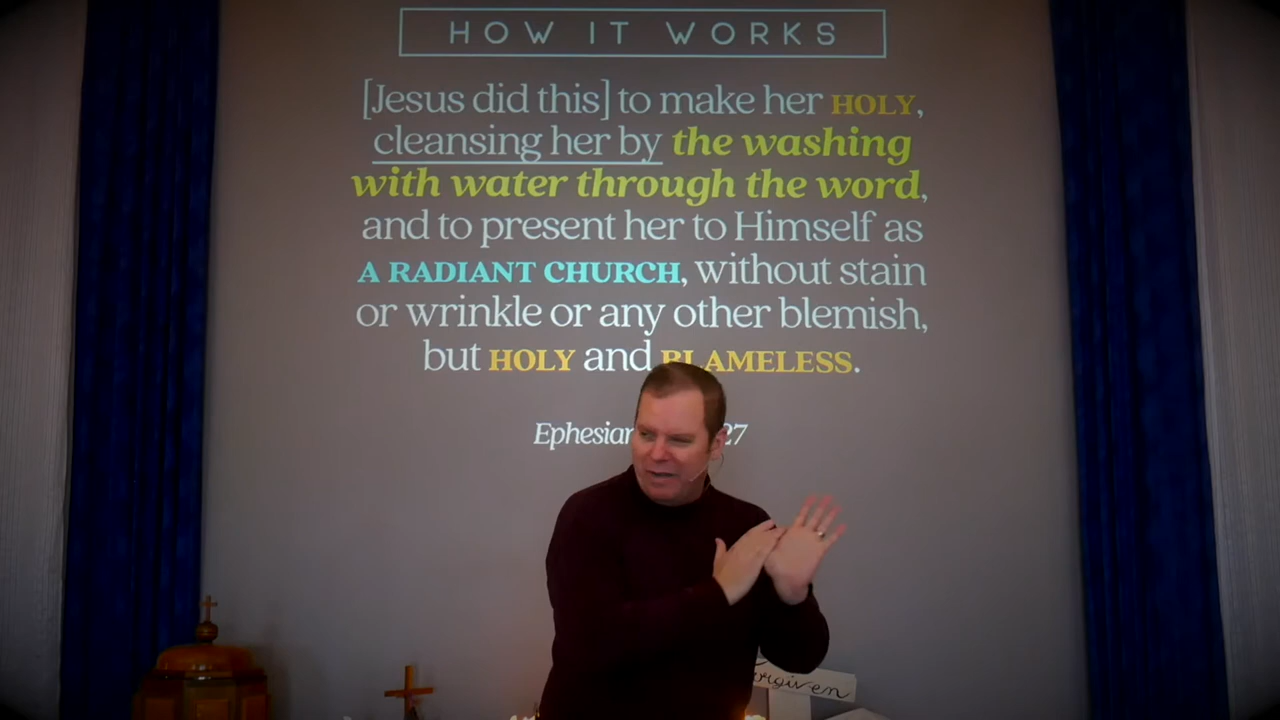 HOW IT WORKS
[Jesus did this] to make her HOLY,
cleansing her by the washing
with water through the word,
and to present her to Himself as
A RADIANT CHURCH, without stain
or wrinkle or any other blemish,
but HOLY and BLAMELESS.
27